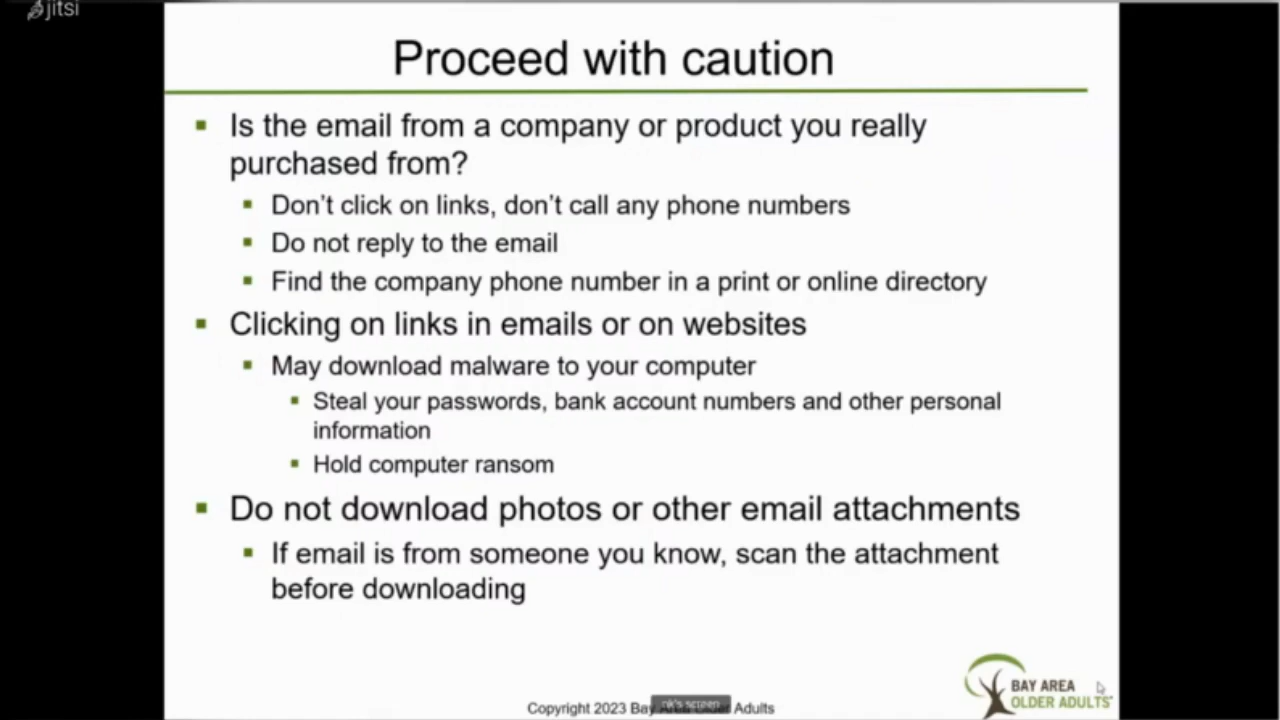 jitsi
Proceed with caution
Is the email from a company or product you really
purchased from?
Don’t click on links, don’t call any phone numbers
Do not reply to the email
Find the company phone number in a print or online directory
Clicking on links in emails or on websites
May download malware to your computer
Steal your passwords, bank account numbers and other personal
information
Hold computer ransom
Do not download photos or other email attachments
If email is from someone you know, scan the attachment
before downloading
BAY AREA
OLDER ADULTS
Copyright 2023 Bay Area Older Adults